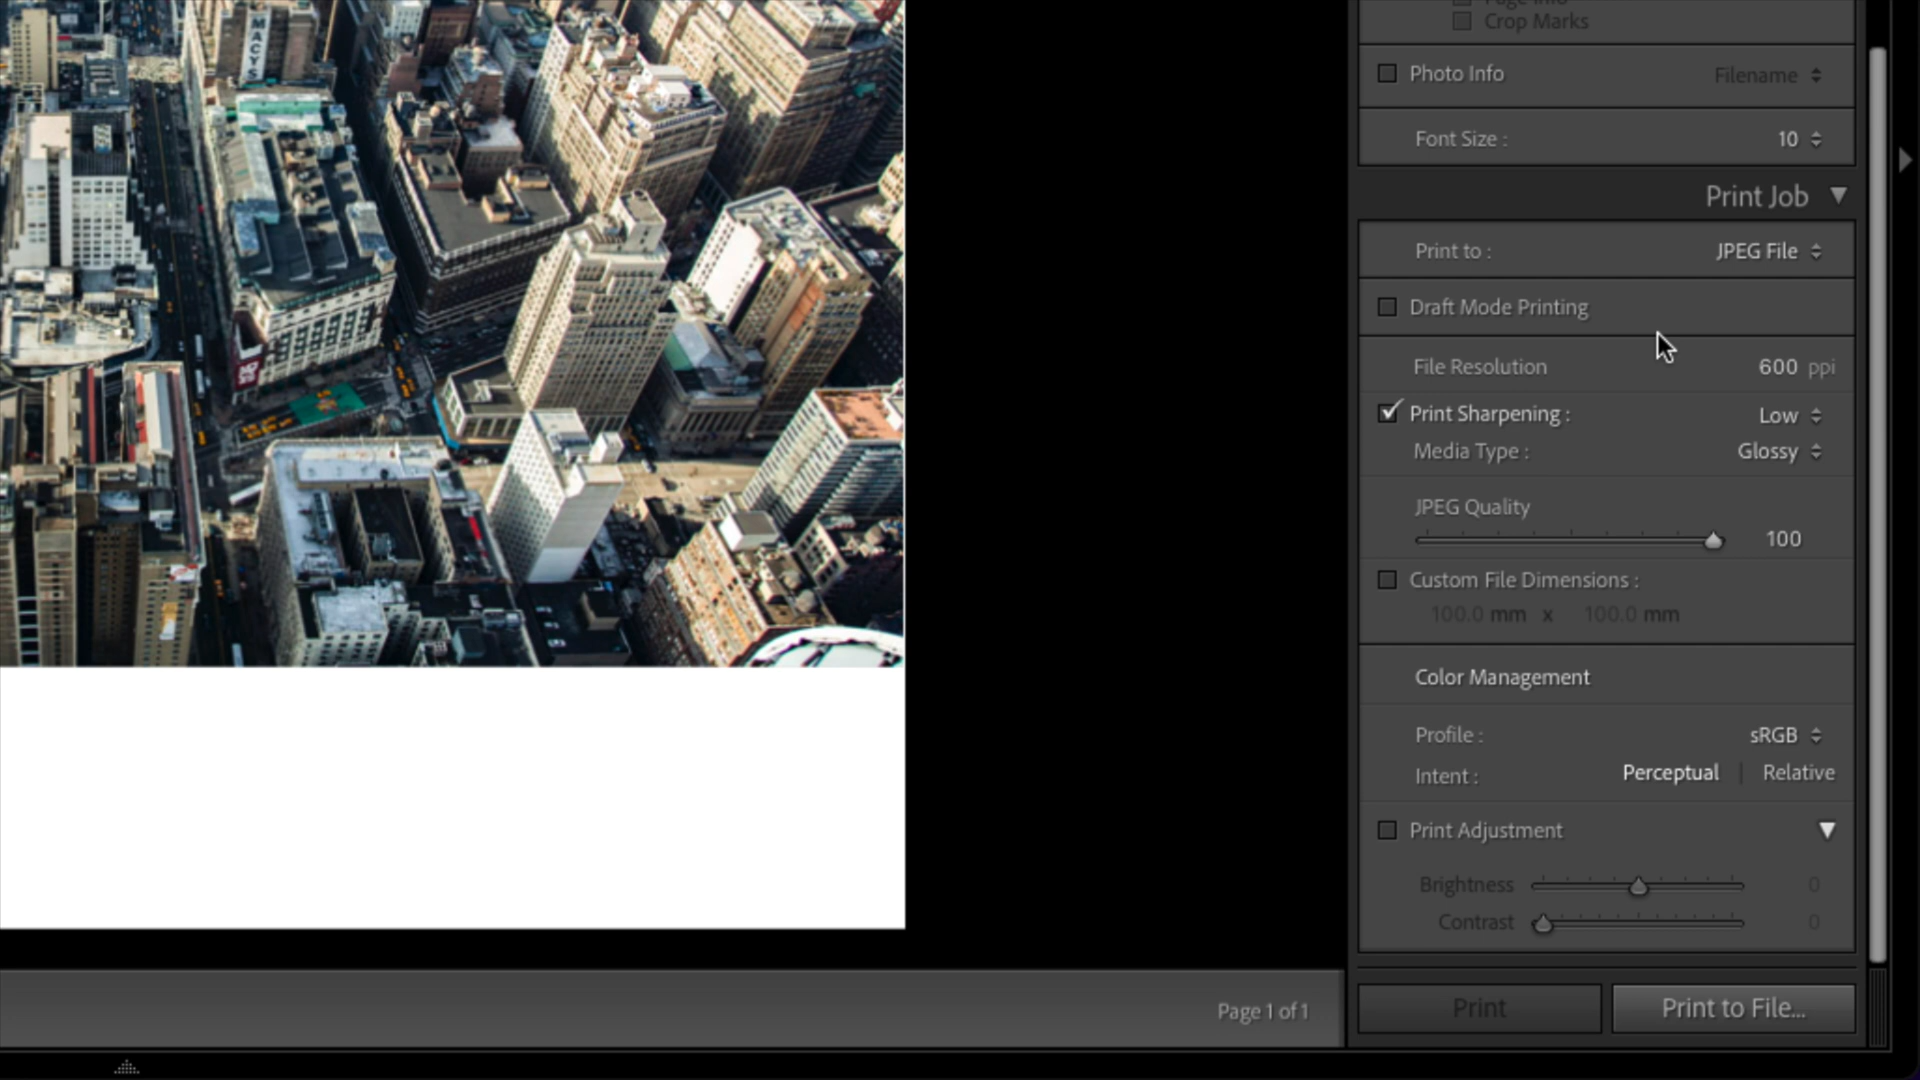 MACYS
Page Info
Crop Marks
Photo Info Filename
Font Size : 10
Print Job
Print to : JPEG File
Draft Mode Printing
File Resolution 600 ppi
Print Sharpening : Low
Media Type : Glossy
JPEG Quality
100
Custom File Dimensions :
100.0 mm x 100.0 mm
Color Management
Profile : sRGB
Intent : Perceptual Relative
Print Adjustment
Brightness 0
Contrast 0
Page 1 of 1
Print Print to File...